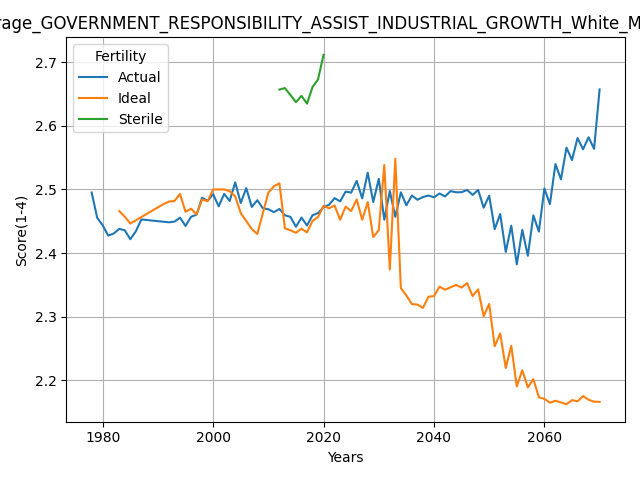 rage_GOVERNMENT_RESPONSIBILITY_ASSIST_INDUSTRIAL_GROWTH_White_M
Fertility
Actual
Ideal
Sterile
Score(1-4)
2.7
2.6
2.5
2.4
2.3
2.2
1980 2000 2020 2040 2060
Years